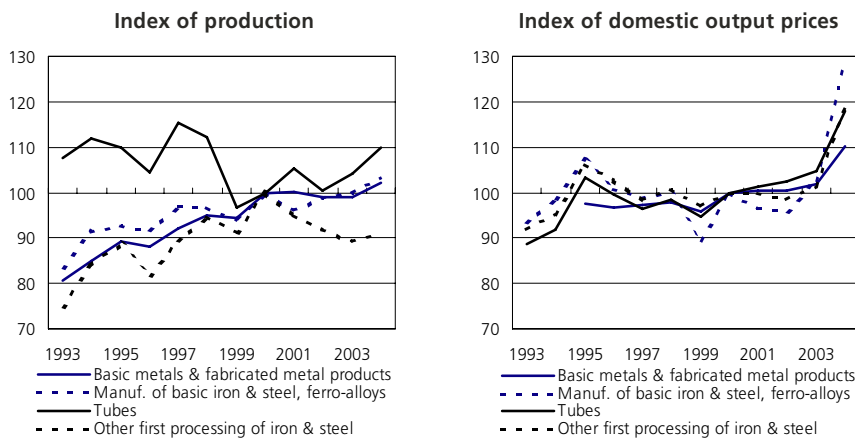 Index of production
130
120
110
100
90
80
70
1993 1995 1997 1999 2001 2003
Basic metals & fabricated metal products
Manuf. of basic iron & steel, ferro-alloys
Tubes
Other first processing of iron & steel
Index of domestic output prices
130
120
110
100
90
80
70
1993 1995 1997 1999 2001 2003
Basic metals & fabricated metal products
Manuf. of basic iron & steel, ferro-alloys
Tubes
Other first processing of iron & steel